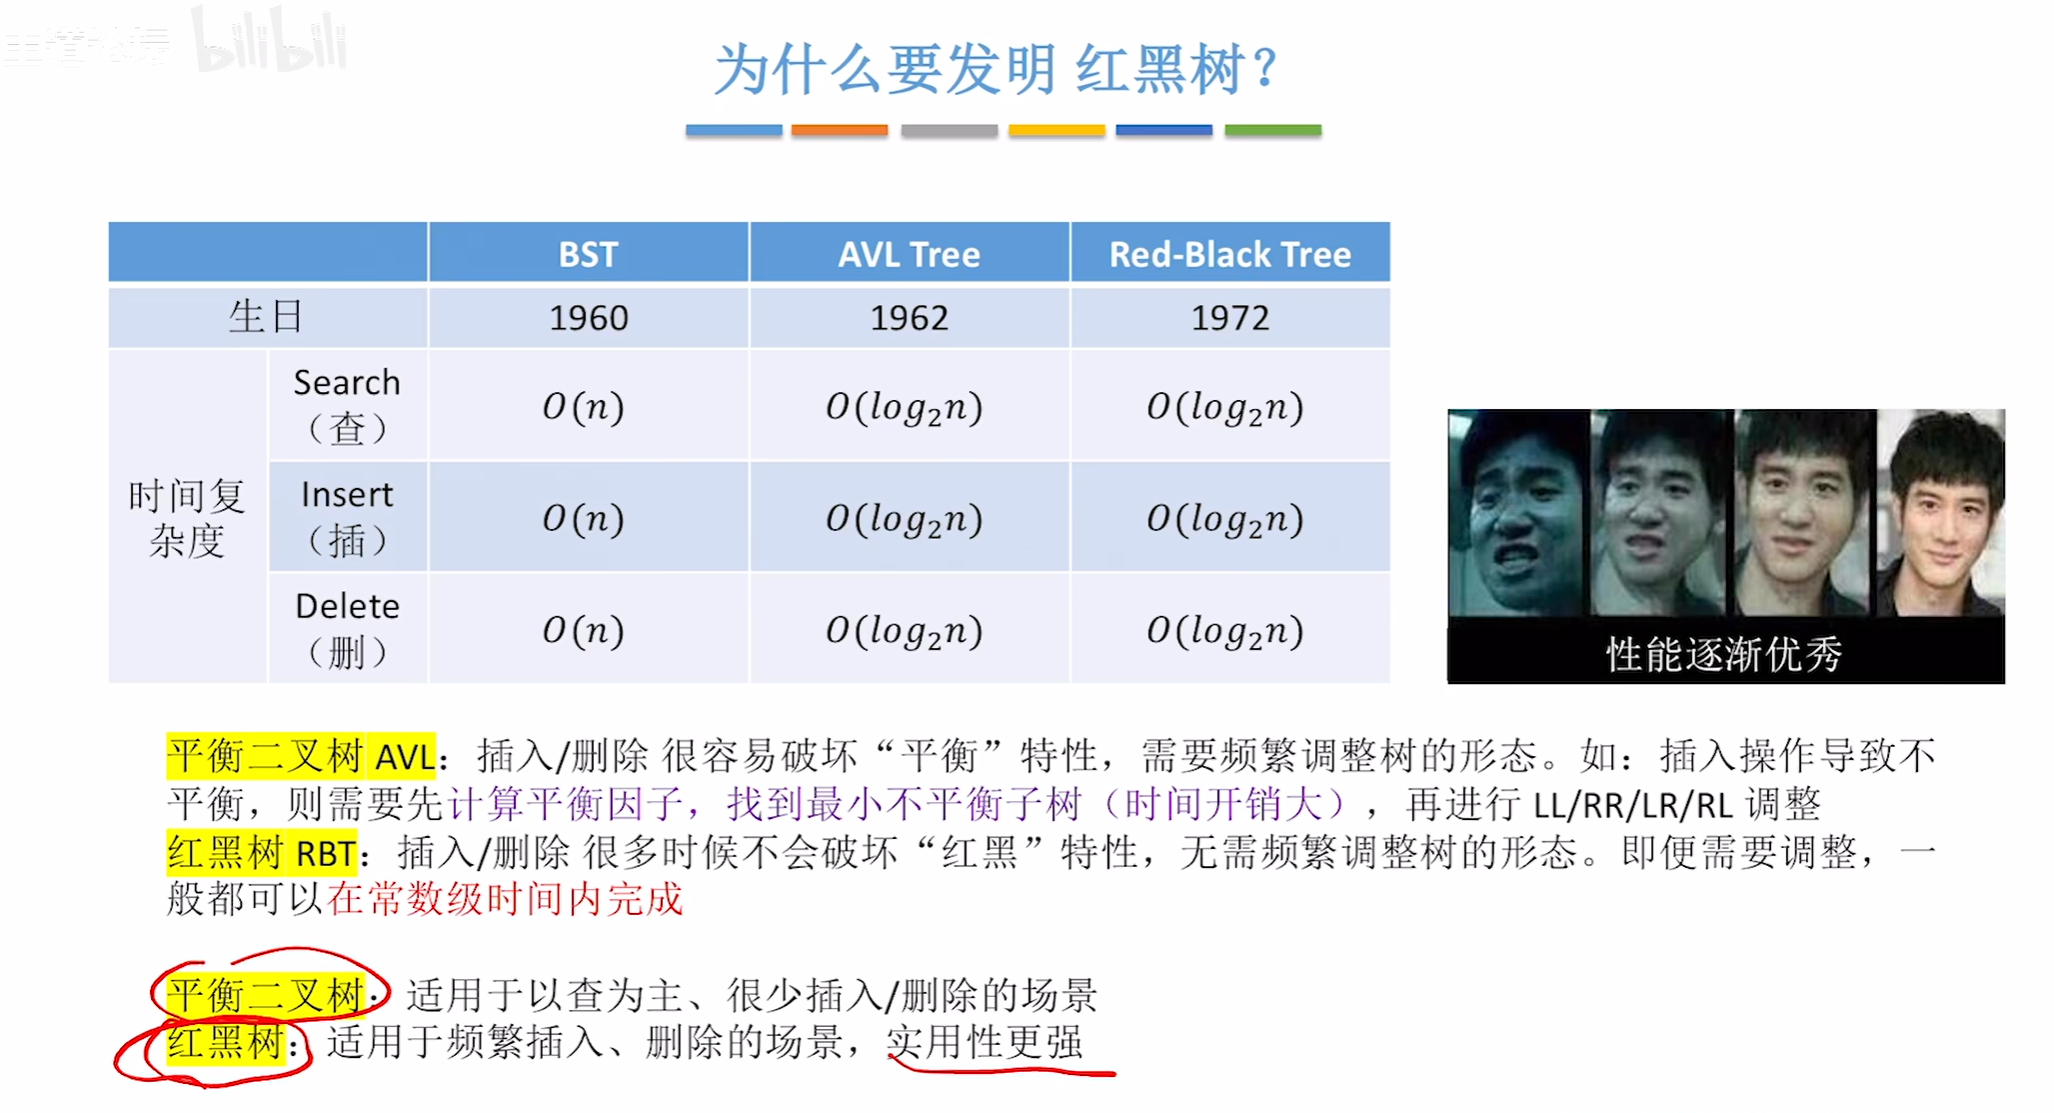 bilibili
为什么要发明 红黑树？
BST AVL Tree Red-Black Tree
生日 1960 1962 1972
时间复杂度
Search（查） O(n) O(log₂n) O(log₂n)
Insert（插） O(n) O(log₂n) O(log₂n)
Delete（删） O(n) O(log₂n) O(log₂n)
性能逐渐优秀
平衡二叉树 AVL：插入/删除 很容易破坏“平衡”特性，需要频繁调整树的形态。如：插入操作导致不
平衡，则需要先计算平衡因子，找到最小不平衡子树（时间开销大），再进行 LL/RR/LR/RL 调整
红黑树 RBT：插入/删除 很多时候不会破坏“红黑”特性，无需频繁调整树的形态。即便需要调整，一
般都可以在常数级时间内完成
平衡二叉树：适用于以查为主、很少插入/删除的场景
红黑树：适用于频繁插入、删除的场景，实用性更强